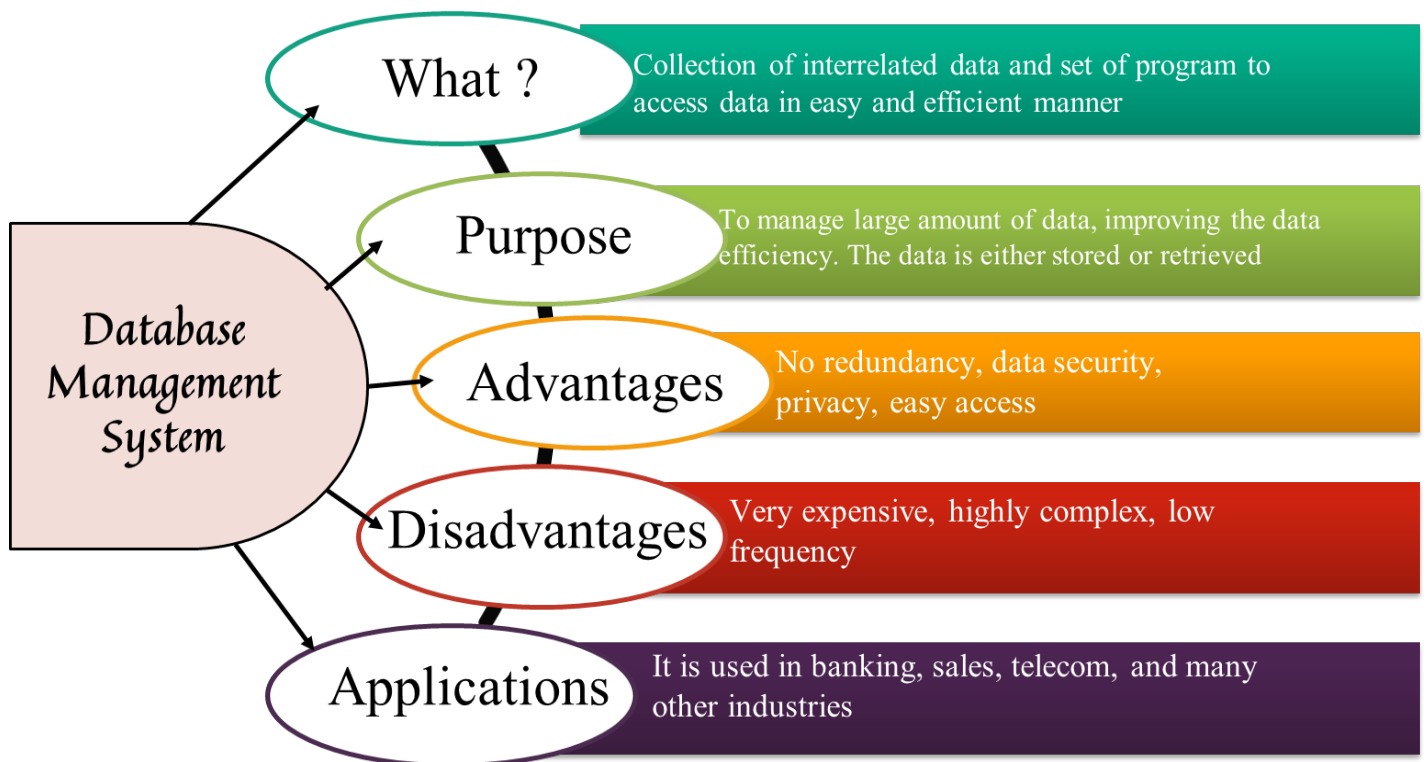 What ?
Collection of interrelated data and set of program to
access data in easy and efficient manner
Purpose
To manage large amount of data, improving the data
efficiency. The data is either stored or retrieved
Database
Management
System
Advantages
No redundancy, data security,
privacy, easy access
Disadvantages
Very expensive, highly complex, low
frequency
Applications
It is used in banking, sales, telecom, and many
other industries